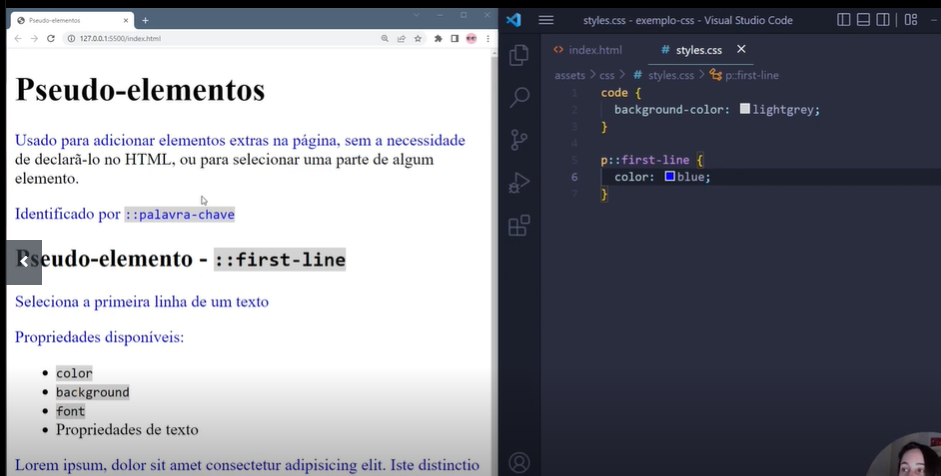 Pseudo-elementos
127.0.0.1:5500/index.html
Pseudo-elementos
Usado para adicionar elementos extras na página, sem a necessidade
de declarã-lo no HTML, ou para selecionar uma parte de algum
elemento.
Identificado por ::palavra-chave
Pseudo-elemento - ::first-line
Seleciona a primeira linha de um texto
Propriedades disponíveis:
color
background
font
Propriedades de texto
Lorem ipsum, dolor sit amet consectetur adipisicing elit. Iste distinctio
styles.css - exemplo-css - Visual Studio Code
index.html
# styles.css
assets > css > # styles.css > p::first-line
1 code {
2 background-color: lightgrey;
3 }
4
5 p::first-line {
6 color: blue;
7 }